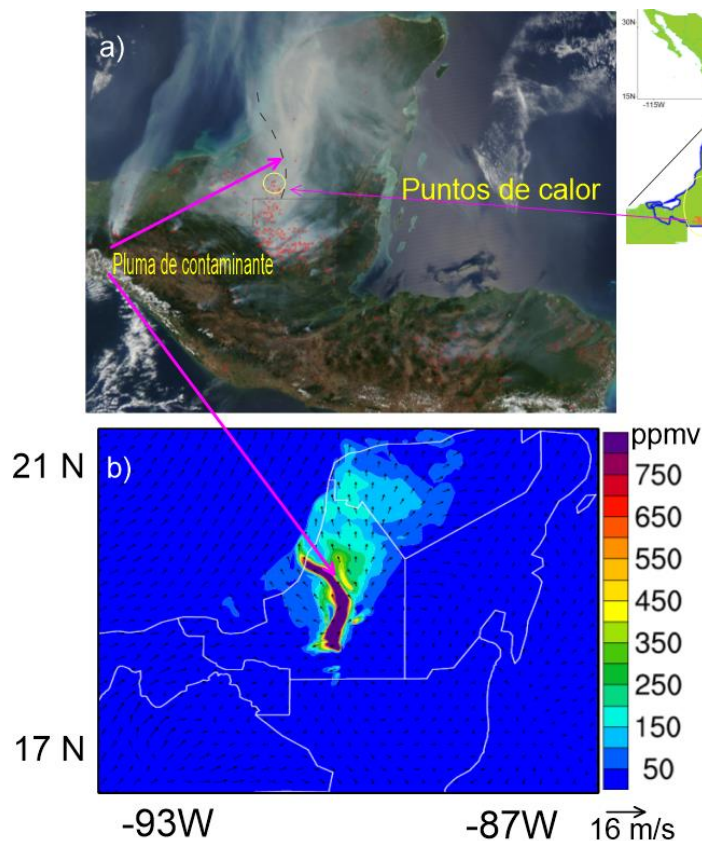 a)
30N
15N
-115W
Puntos de calor
Pluma de contaminante
21 N
b)
17 N
-93W
-87W
ppmv
750
650
550
450
350
250
150
50
16 m/s